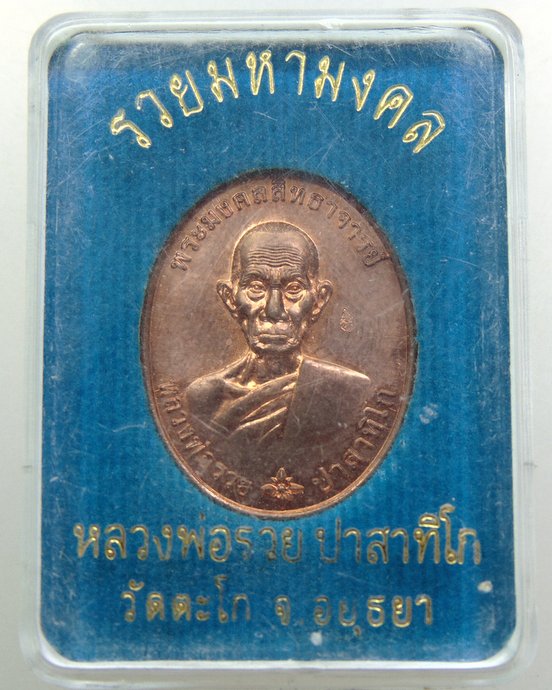 รวยมหามงคล
พระมงคลสิทธาจารย์
หลวงพ่อรวย ปาสาทิโก
หลวงพ่อรวย ปาสาทิโก
วัดตะโก จ.อยุธยา